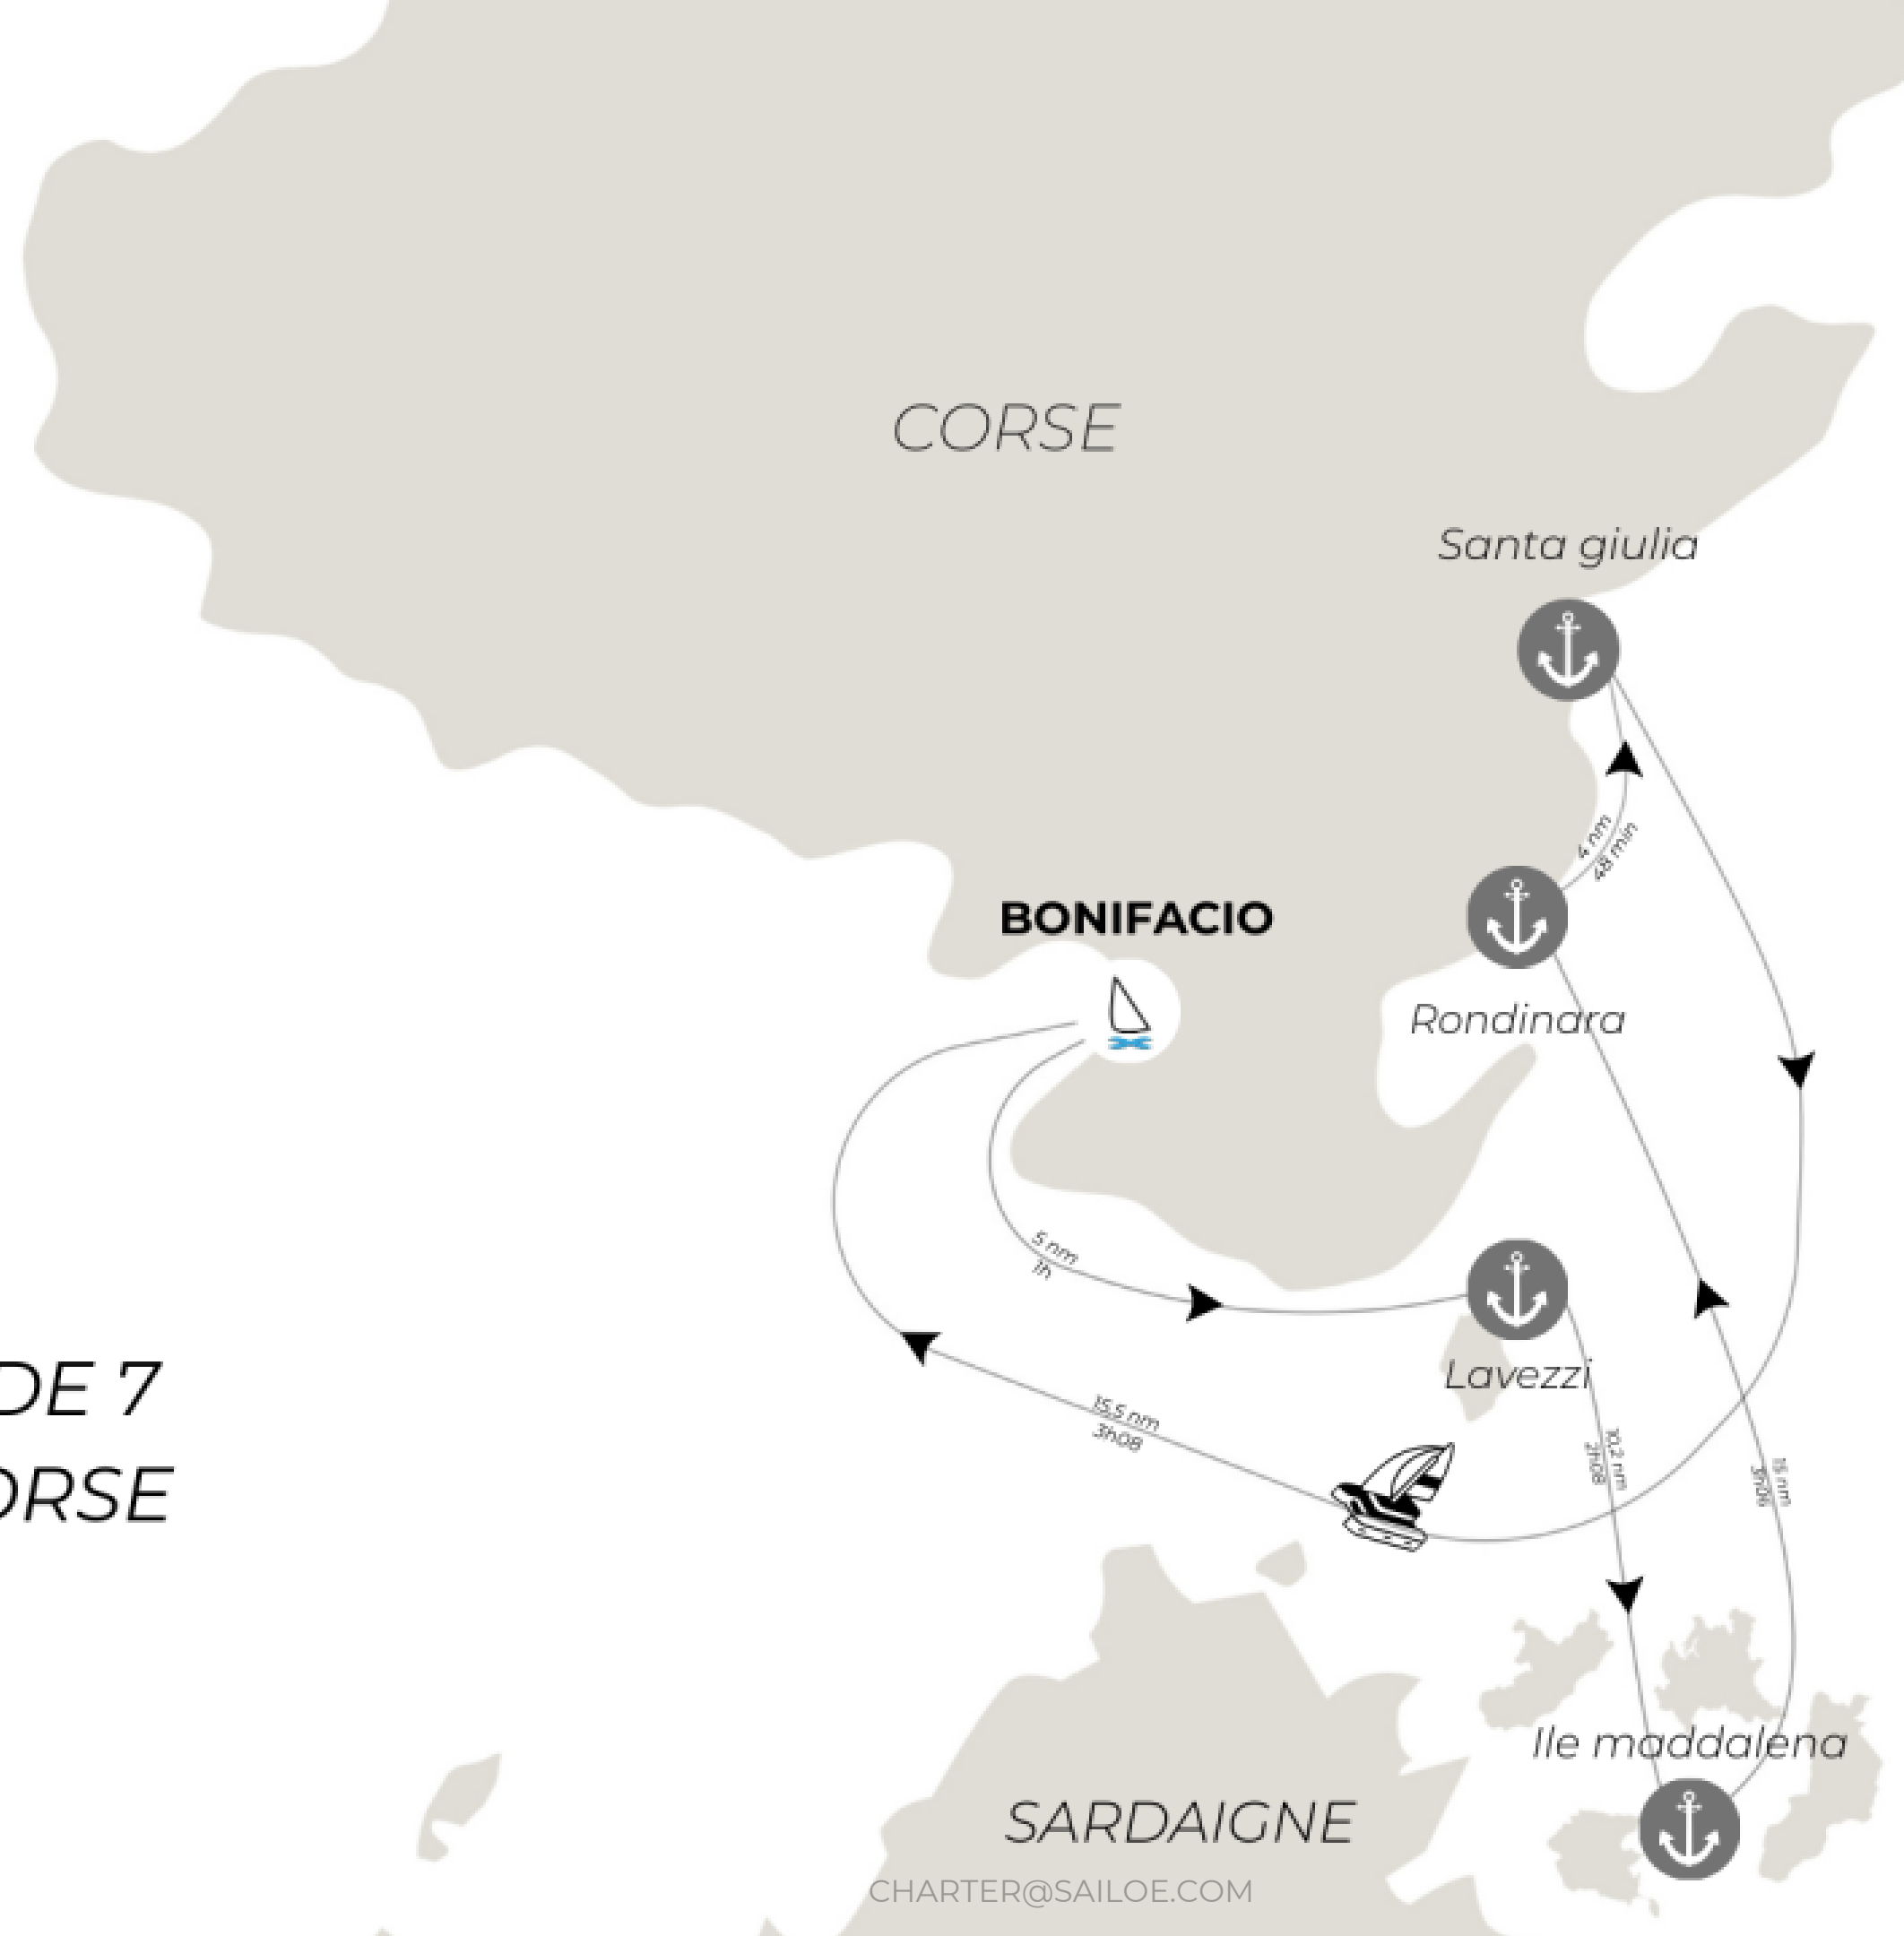 CORSE
Santa giulia
4 nm
48 min
BONIFACIO
Rondinara
5 nm
1h
DE 7
Lavezzi
15,5 nm
3h08
10,2 nm
2h08
15 nm
3h06
ORSE
Ile maddalena
SARDAIGNE
CHARTER@SAILOE.COM